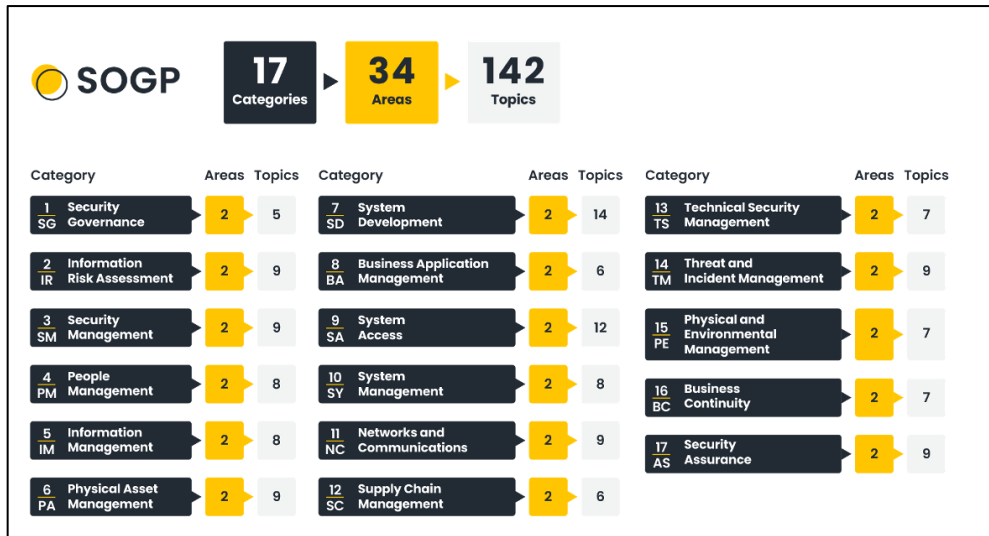 SOGP
17
Categories
34
Areas
142
Topics
Category Areas Topics
1
SG
Security
Governance
2
5
2
IR
Information
Risk Assessment
2
9
3
SM
Security
Management
2
9
4
PM
People
Management
2
8
5
IM
Information
Management
2
8
6
PA
Physical Asset
Management
2
9
Category Areas Topics
7
SD
System
Development
2
14
8
BA
Business Application
Management
2
6
9
SA
System
Access
2
12
10
SY
System
Management
2
8
11
NC
Networks and
Communications
2
9
12
SC
Supply Chain
Management
2
6
Category Areas Topics
13
TS
Technical Security
Management
2
7
14
TM
Threat and
Incident Management
2
9
15
PE
Physical and
Environmental
Management
2
7
16
BC
Business
Continuity
2
7
17
AS
Security
Assurance
2
9